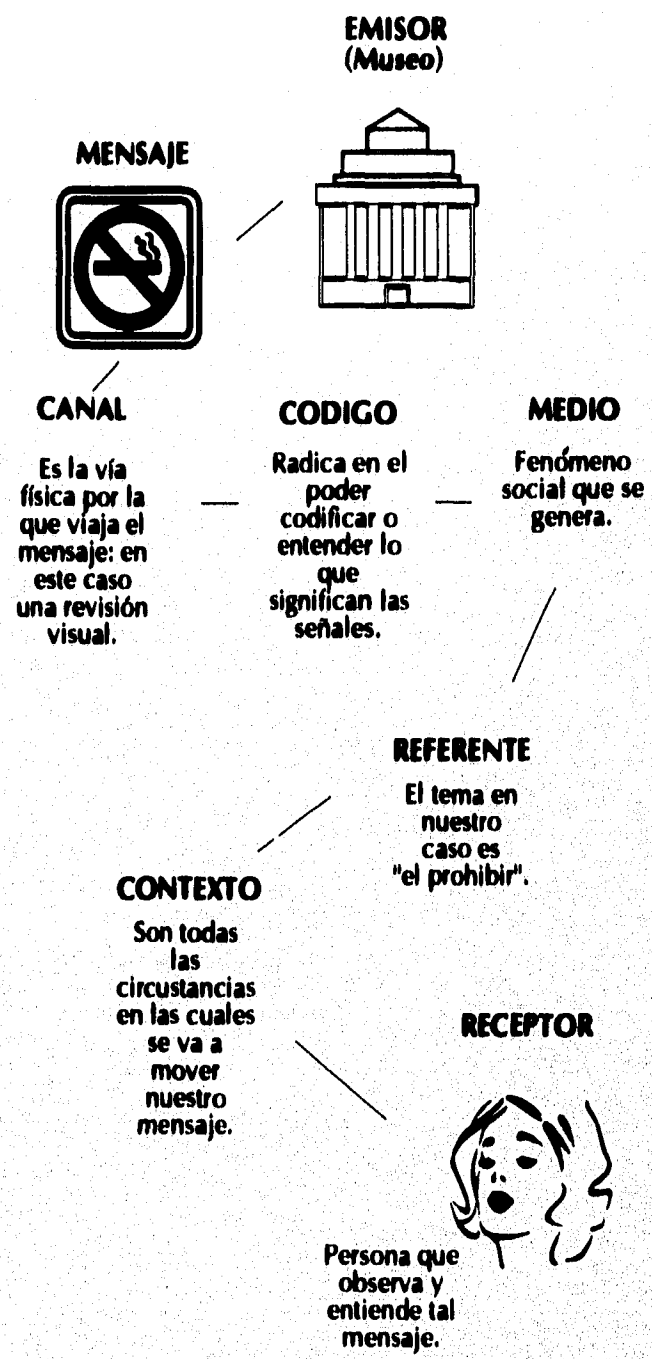 EMISOR
(Museo)
MENSAJE
CANAL
Es la vía
física por la
que viaja el
mensaje: en
este caso
una revisión
visual.
CODIGO
Radica en el
poder
codificar o
entender lo
que
significan las
señales.
MEDIO
Fenómeno
social que se
genera.
REFERENTE
El tema en
nuestro
caso es
"el prohibir".
CONTEXTO
Son todas
las
circustancias
en las cuales
se va a
mover
nuestro
mensaje.
RECEPTOR
Persona que
observa y
entiende tal
mensaje.